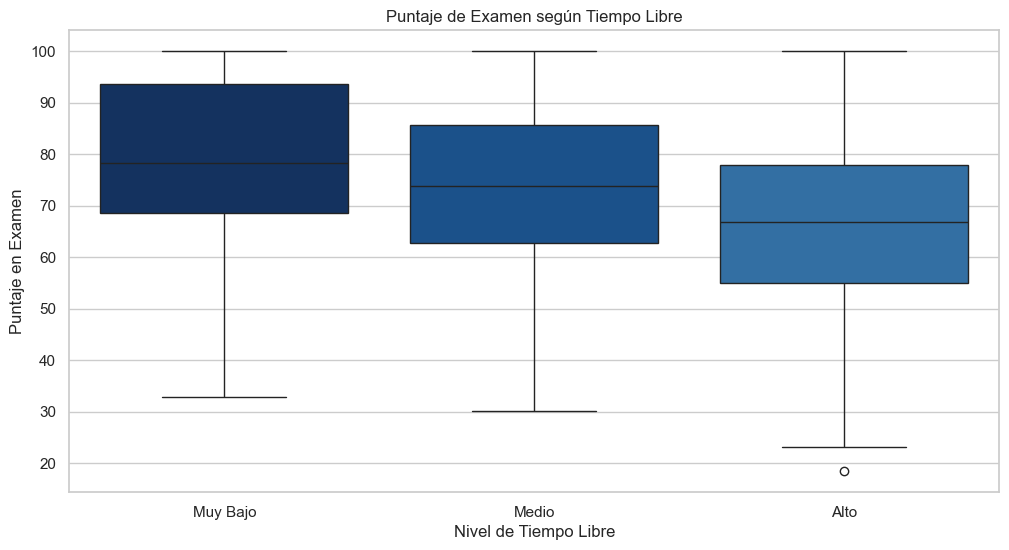 Puntaje de Examen según Tiempo Libre
Puntaje en Examen
100
90
80
70
60
50
40
30
20
Muy Bajo Medio Alto
Nivel de Tiempo Libre